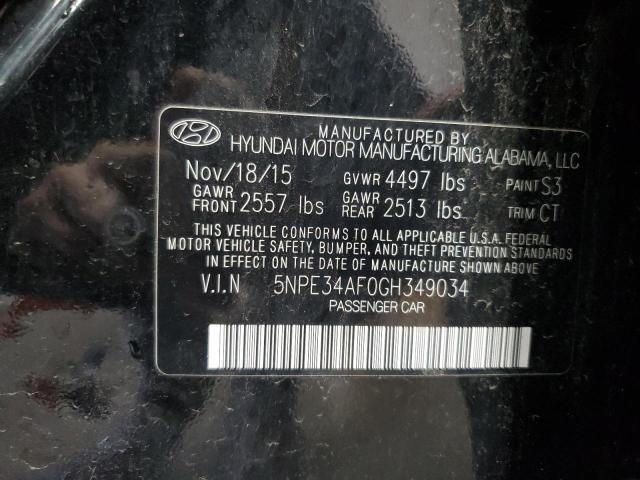 MANUFACTURED BY
HYUNDAI MOTOR MANUFACTURING ALABAMA, LLC
Nov/18/15 GVWR 4497 lbs PAINT S3
GAWR FRONT 2557 lbs GAWR REAR 2513 lbs TRIM CT
THIS VEHICLE CONFORMS TO ALL APPLICABLE U.S.A. FEDERAL
MOTOR VEHICLE SAFETY, BUMPER, AND THEFT PREVENTION STANDARDS
IN EFFECT ON THE DATE OF MANUFACTURE SHOWN ABOVE.
V.I.N 5NPE34AF0GH349034
PASSENGER CAR